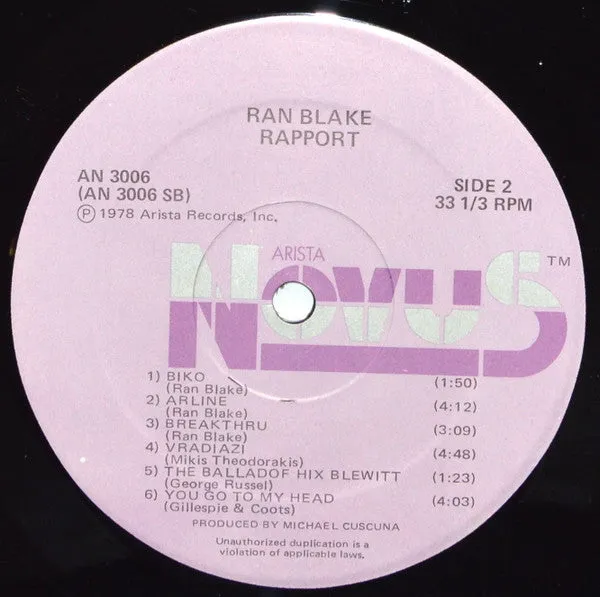 RAN BLAKE
RAPPORT
AN 3006
(AN 3006 SB)
Ⓟ 1978 Arista Records, Inc.
SIDE 2
33 1/3 RPM
ARISTA
NOVUS TM
1) BIKO (1:50)
(Ran Blake)
2) ARLINE (4:12)
(Ran Blake)
3) BREAKTHRU (3:09)
(Ran Blake)
4) VRADIAZI (4:48)
(Mikis Theodorakis)
5) THE BALLADOF HIX BLEWITT (1:23)
(George Russel)
6) YOU GO TO MY HEAD (4:03)
(Gillespie & Coots)
PRODUCED BY MICHAEL CUSCUNA
Unauthorized duplication is a
violation of applicable laws.